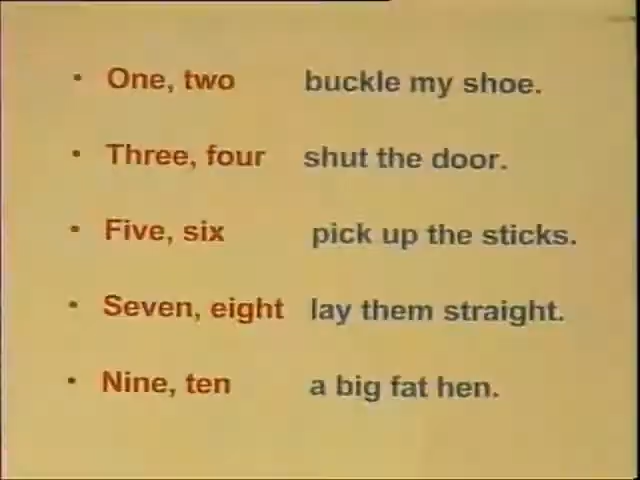 • One, two buckle my shoe.
• Three, four shut the door.
• Five, six pick up the sticks.
• Seven, eight lay them straight.
• Nine, ten a big fat hen.